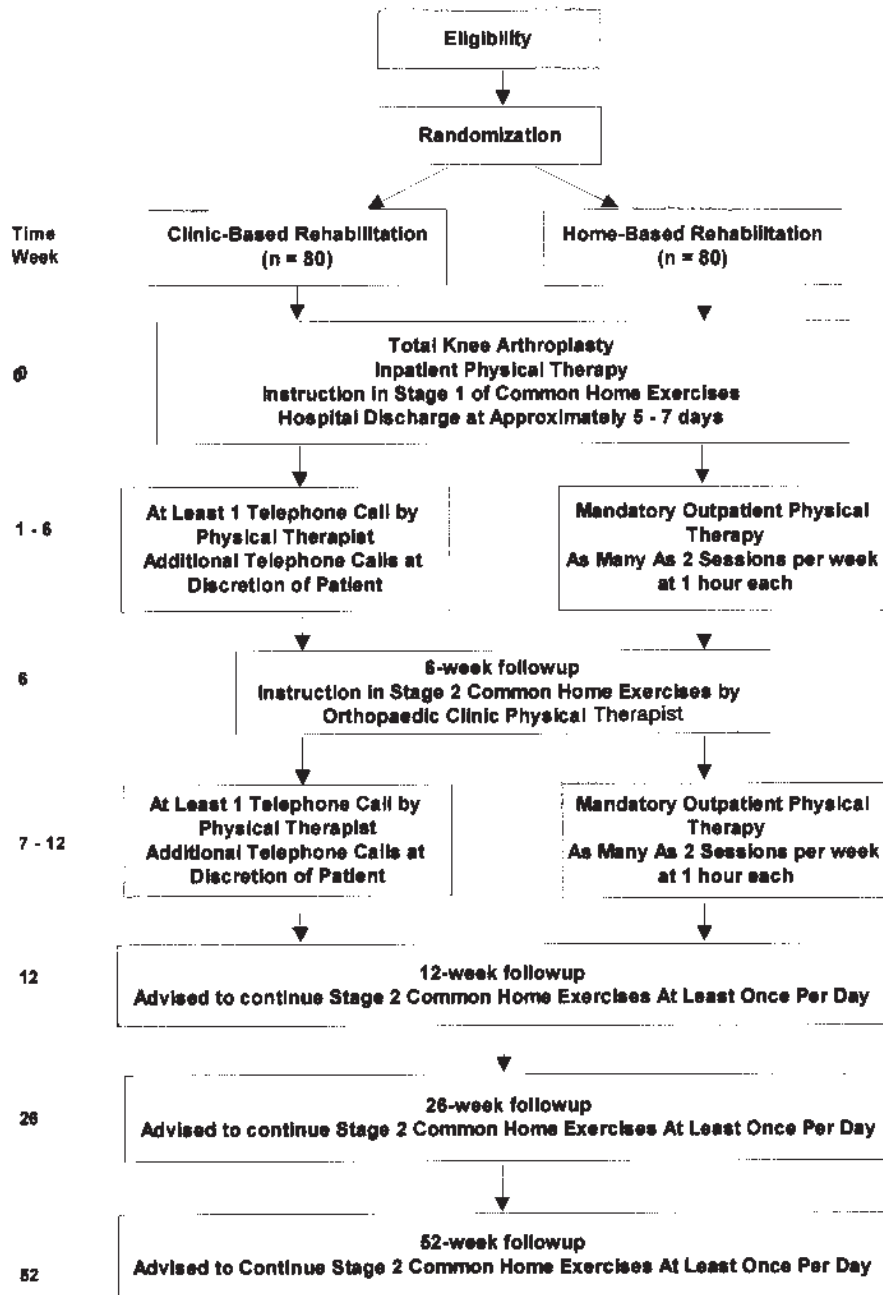 Eligibility
Randomization
Time
Week
Clinic-Based Rehabilitation
(n = 80)
Home-Based Rehabilitation
(n = 80)
0
Total Knee Arthroplasty
Inpatient Physical Therapy
Instruction in Stage 1 of Common Home Exercises
Hospital Discharge at Approximately 5 - 7 days
1 - 6
At Least 1 Telephone Call by
Physical Therapist
Additional Telephone Calls at
Discretion of Patient
Mandatory Outpatient Physical
Therapy
As Many As 2 Sessions per week
at 1 hour each
6
6-week followup
Instruction in Stage 2 Common Home Exercises by
Orthopaedic Clinic Physical Therapist
7 - 12
At Least 1 Telephone Call by
Physical Therapist
Additional Telephone Calls at
Discretion of Patient
Mandatory Outpatient Physical
Therapy
As Many As 2 Sessions per week
at 1 hour each
12
12-week followup
Advised to continue Stage 2 Common Home Exercises At Least Once Per Day
26
26-week followup
Advised to continue Stage 2 Common Home Exercises At Least Once Per Day
52
52-week followup
Advised to Continue Stage 2 Common Home Exercises At Least Once Per Day